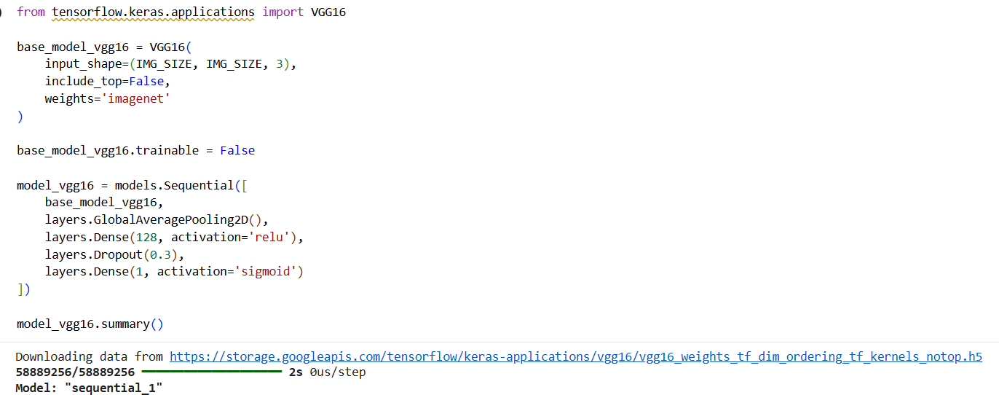 from tensorflow.keras.applications import VGG16
base_model_vgg16 = VGG16(
    input_shape=(IMG_SIZE, IMG_SIZE, 3),
    include_top=False,
    weights='imagenet'
)
base_model_vgg16.trainable = False
model_vgg16 = models.Sequential([
    base_model_vgg16,
    layers.GlobalAveragePooling2D(),
    layers.Dense(128, activation='relu'),
    layers.Dropout(0.3),
    layers.Dense(1, activation='sigmoid')
])
model_vgg16.summary()
Downloading data from https://storage.googleapis.com/tensorflow/keras-applications/vgg16/vgg16_weights_tf_dim_ordering_tf_kernels_notop.h5
58889256/58889256 2s 0us/step
Model: "sequential_1"